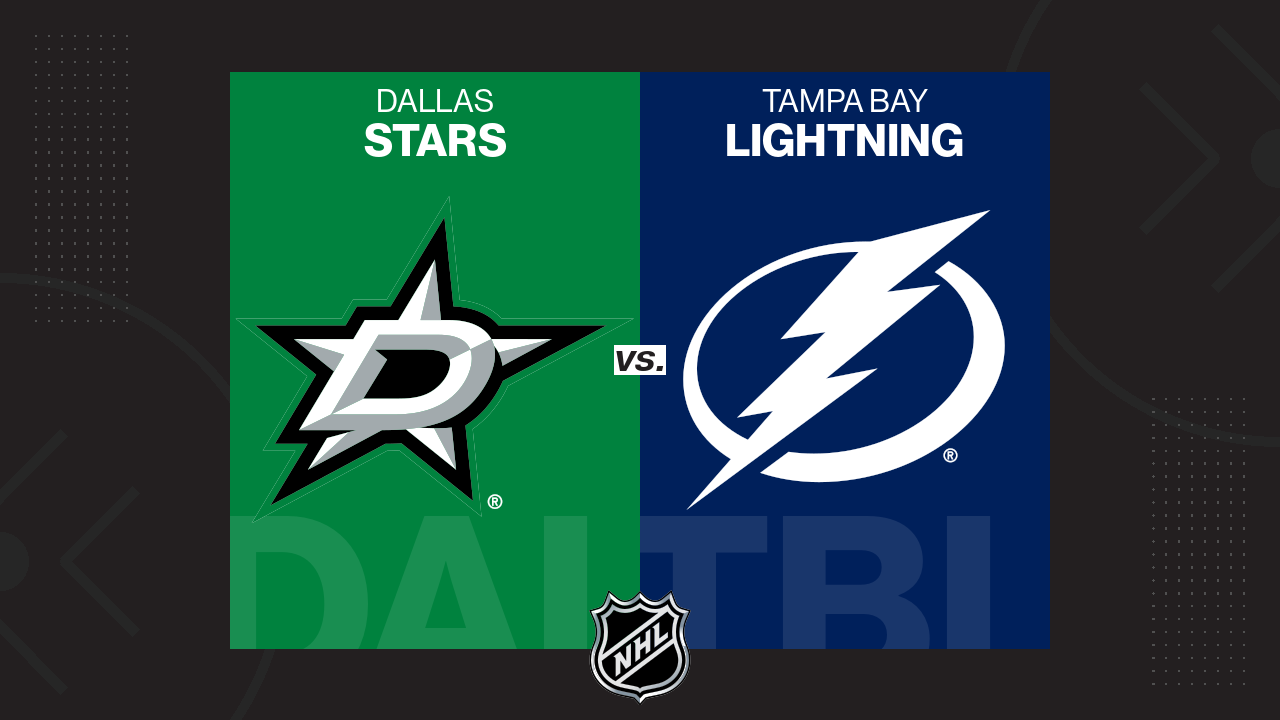 DALLAS
STARS
TAMPA BAY
LIGHTNING
D
vs.
®
®
DAL
TBL
NHL